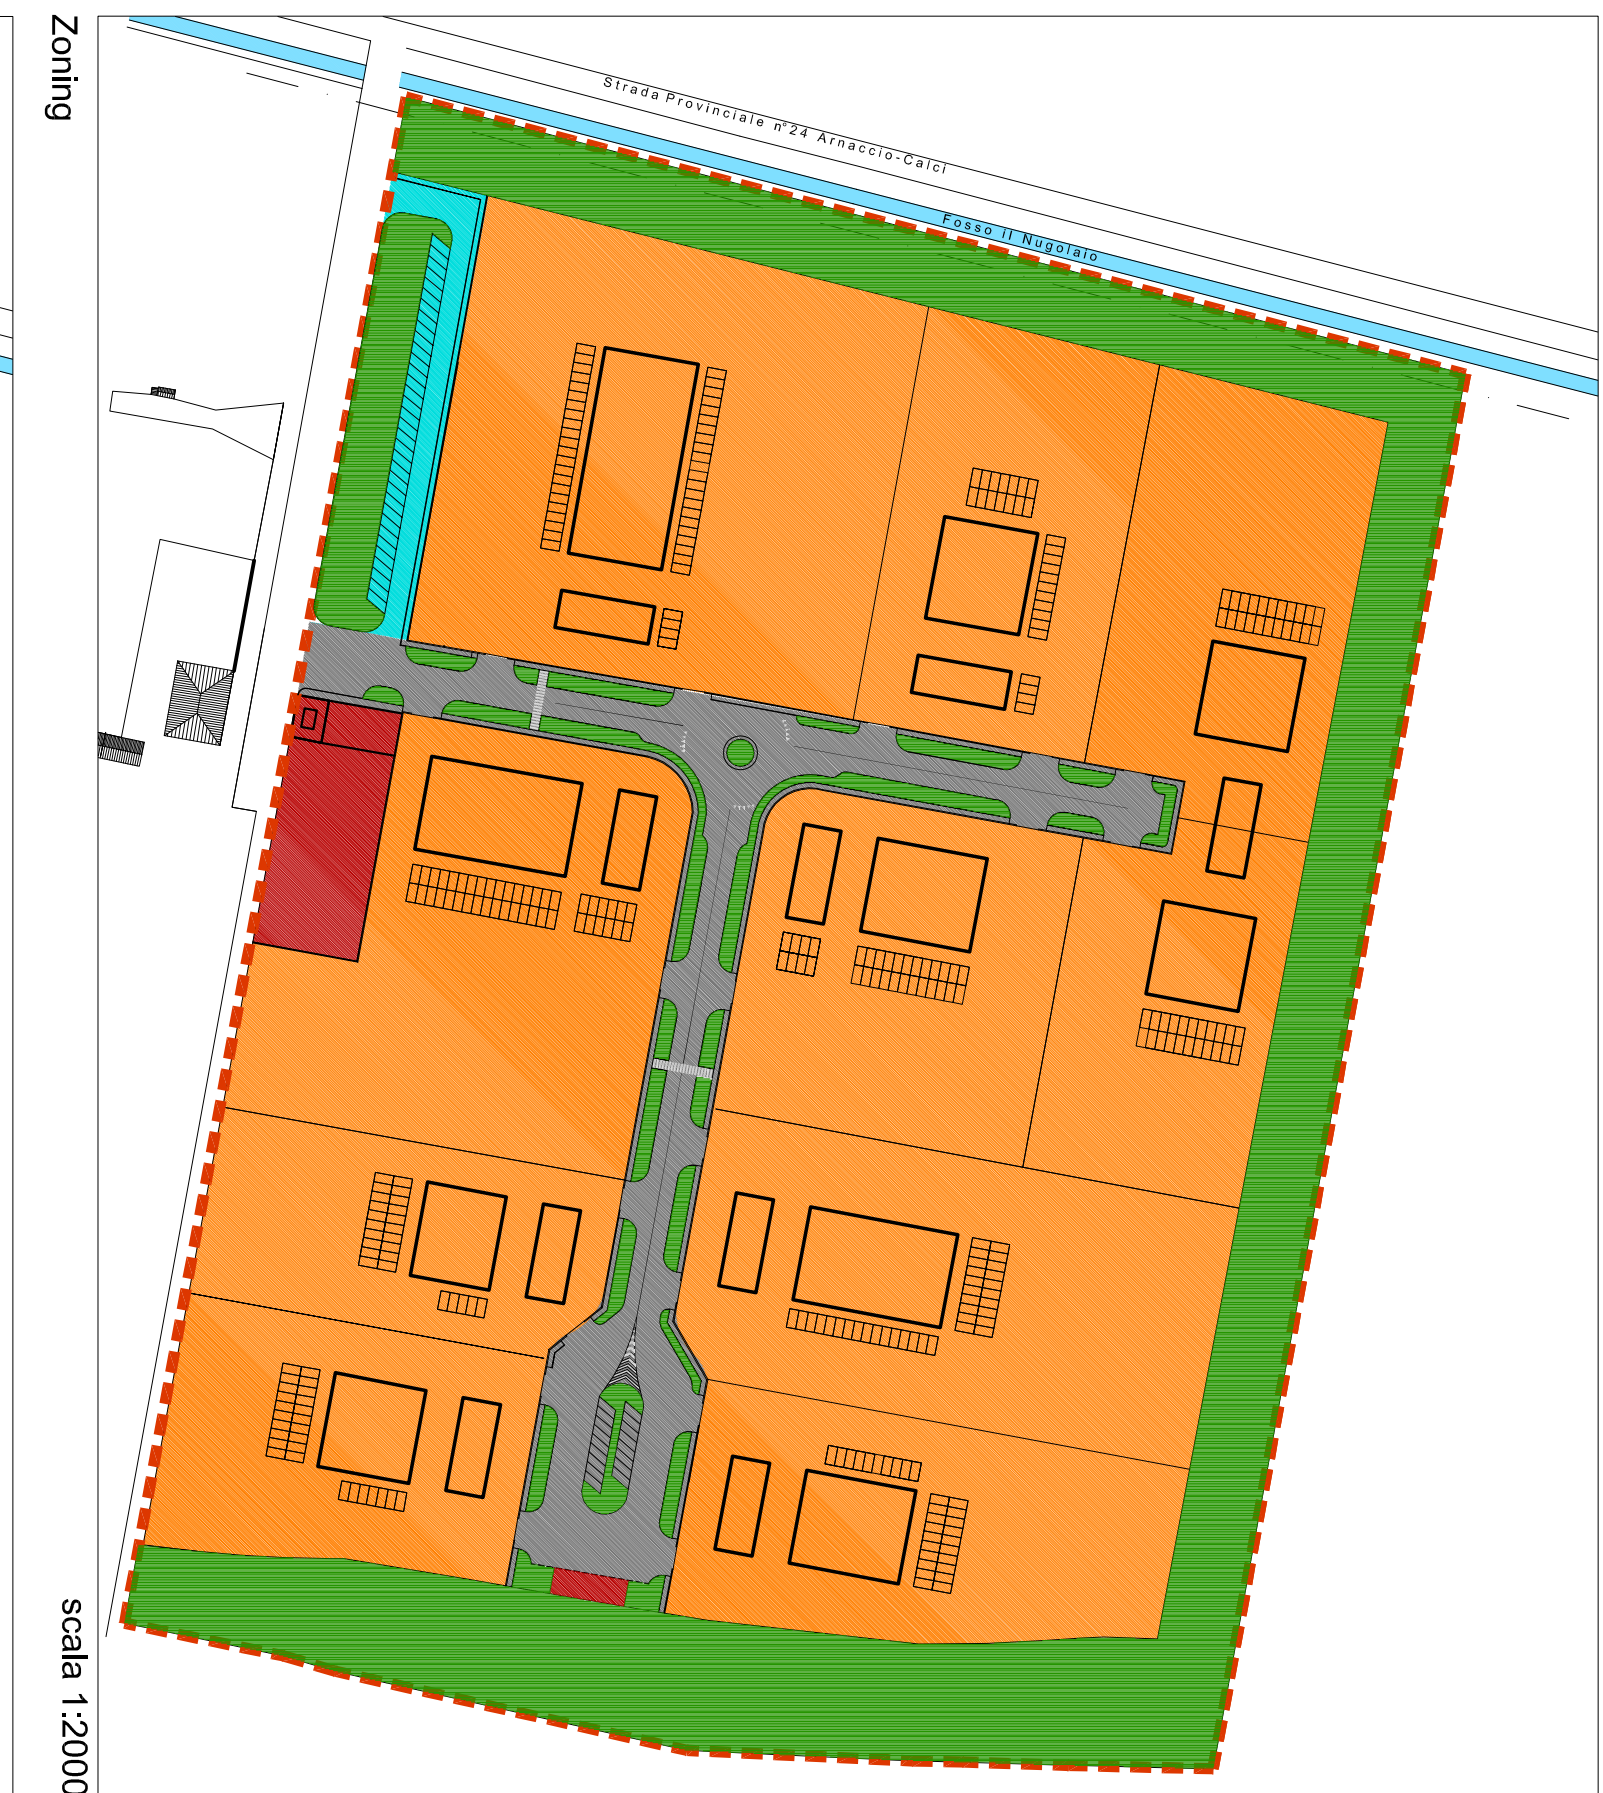 Zoning
scala 1:2000
Strada Provinciale n°24 Arnaccio-Calci
Fosso il Nugolaio